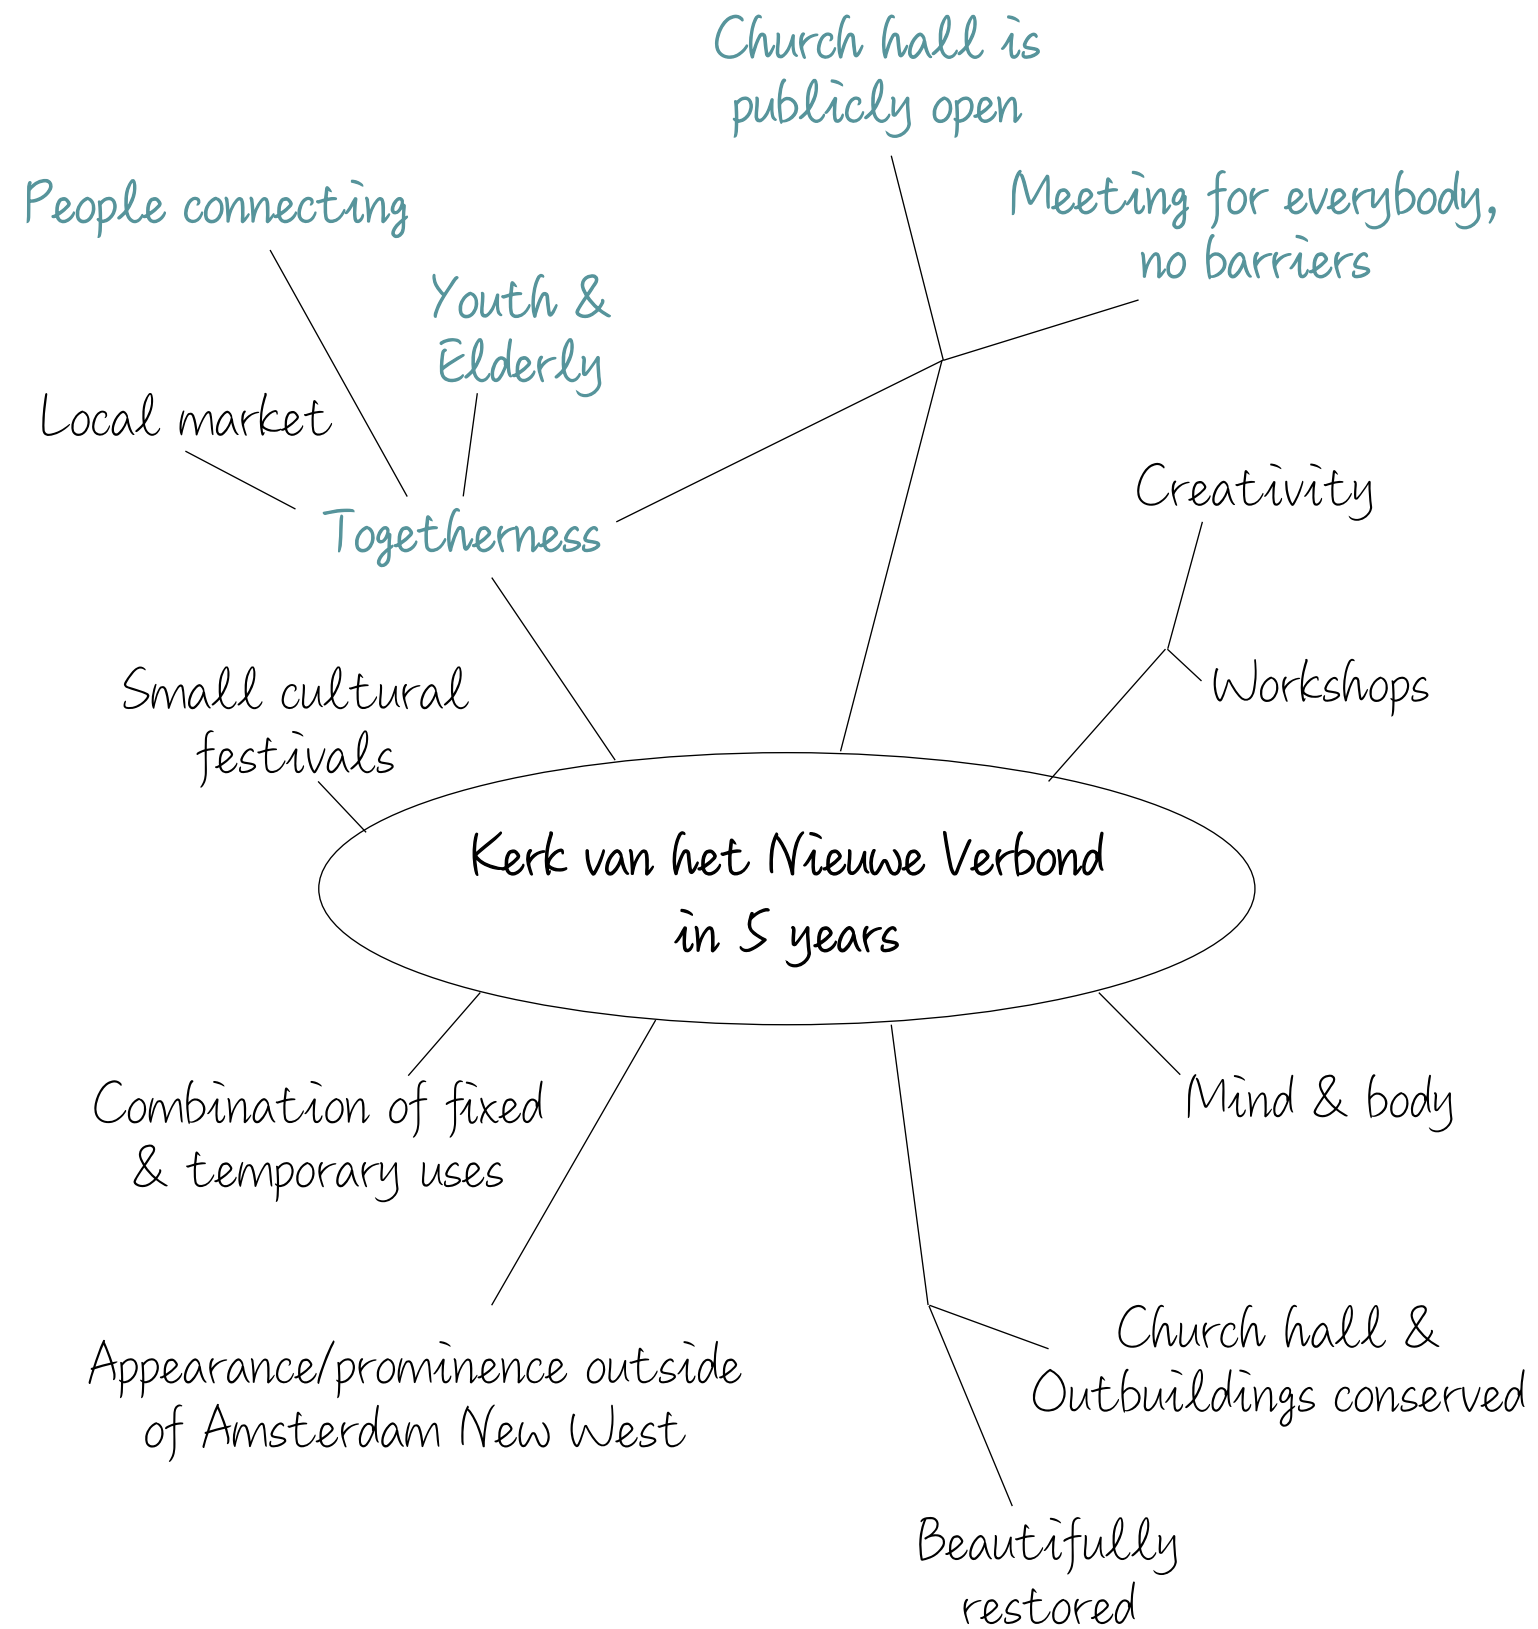 Church hall is
publicly open
People connecting
Meeting for everybody,
no barriers
Youth &
Elderly
Local market
Togetherness
Creativity
Workshops
Small cultural
festivals
Kerk van het Nieuwe Verbond
in 5 years
Combination of fixed
& temporary uses
Mind & body
Appearance/prominence outside
of Amsterdam New West
Church hall &
Outbuildings conserved
Beautifully
restored